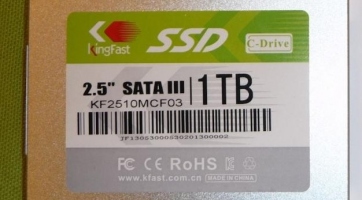 KingFast
SSD
C-Drive
2.5" SATA III 1TB
KF2510MCF03
FC CE RoHS
www.kfast.com.cn MADE IN CHINA